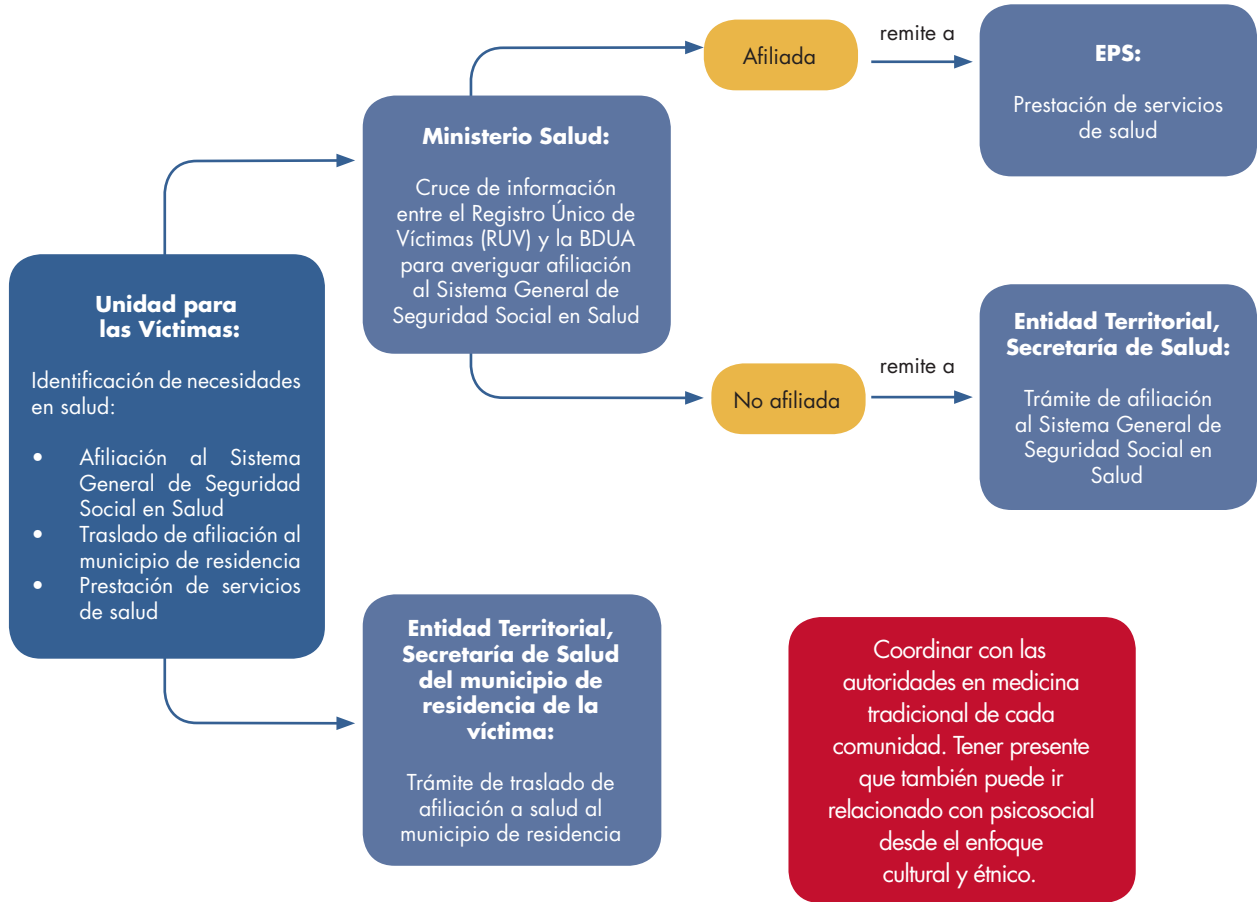 Unidad para
las Víctimas:
Identificación de necesidades
en salud:
• Afiliación al Sistema
General de Seguridad
Social en Salud
• Traslado de afiliación al
municipio de residencia
• Prestación de servicios
de salud
Ministerio Salud:
Cruce de información
entre el Registro Único de
Víctimas (RUV) y la BDUA
para averiguar afiliación
al Sistema General de
Seguridad Social en Salud
Afiliada
remite a
EPS:
Prestación de servicios
de salud
No afiliada
remite a
Entidad Territorial,
Secretaría de Salud:
Trámite de afiliación
al Sistema General de
Seguridad Social en
Salud
Entidad Territorial,
Secretaría de Salud
del municipio de
residencia de la
víctima:
Trámite de traslado de
afiliación a salud al
municipio de residencia
Coordinar con las
autoridades en medicina
tradicional de cada
comunidad. Tener presente
que también puede ir
relacionado con psicosocial
desde el enfoque
cultural y étnico.